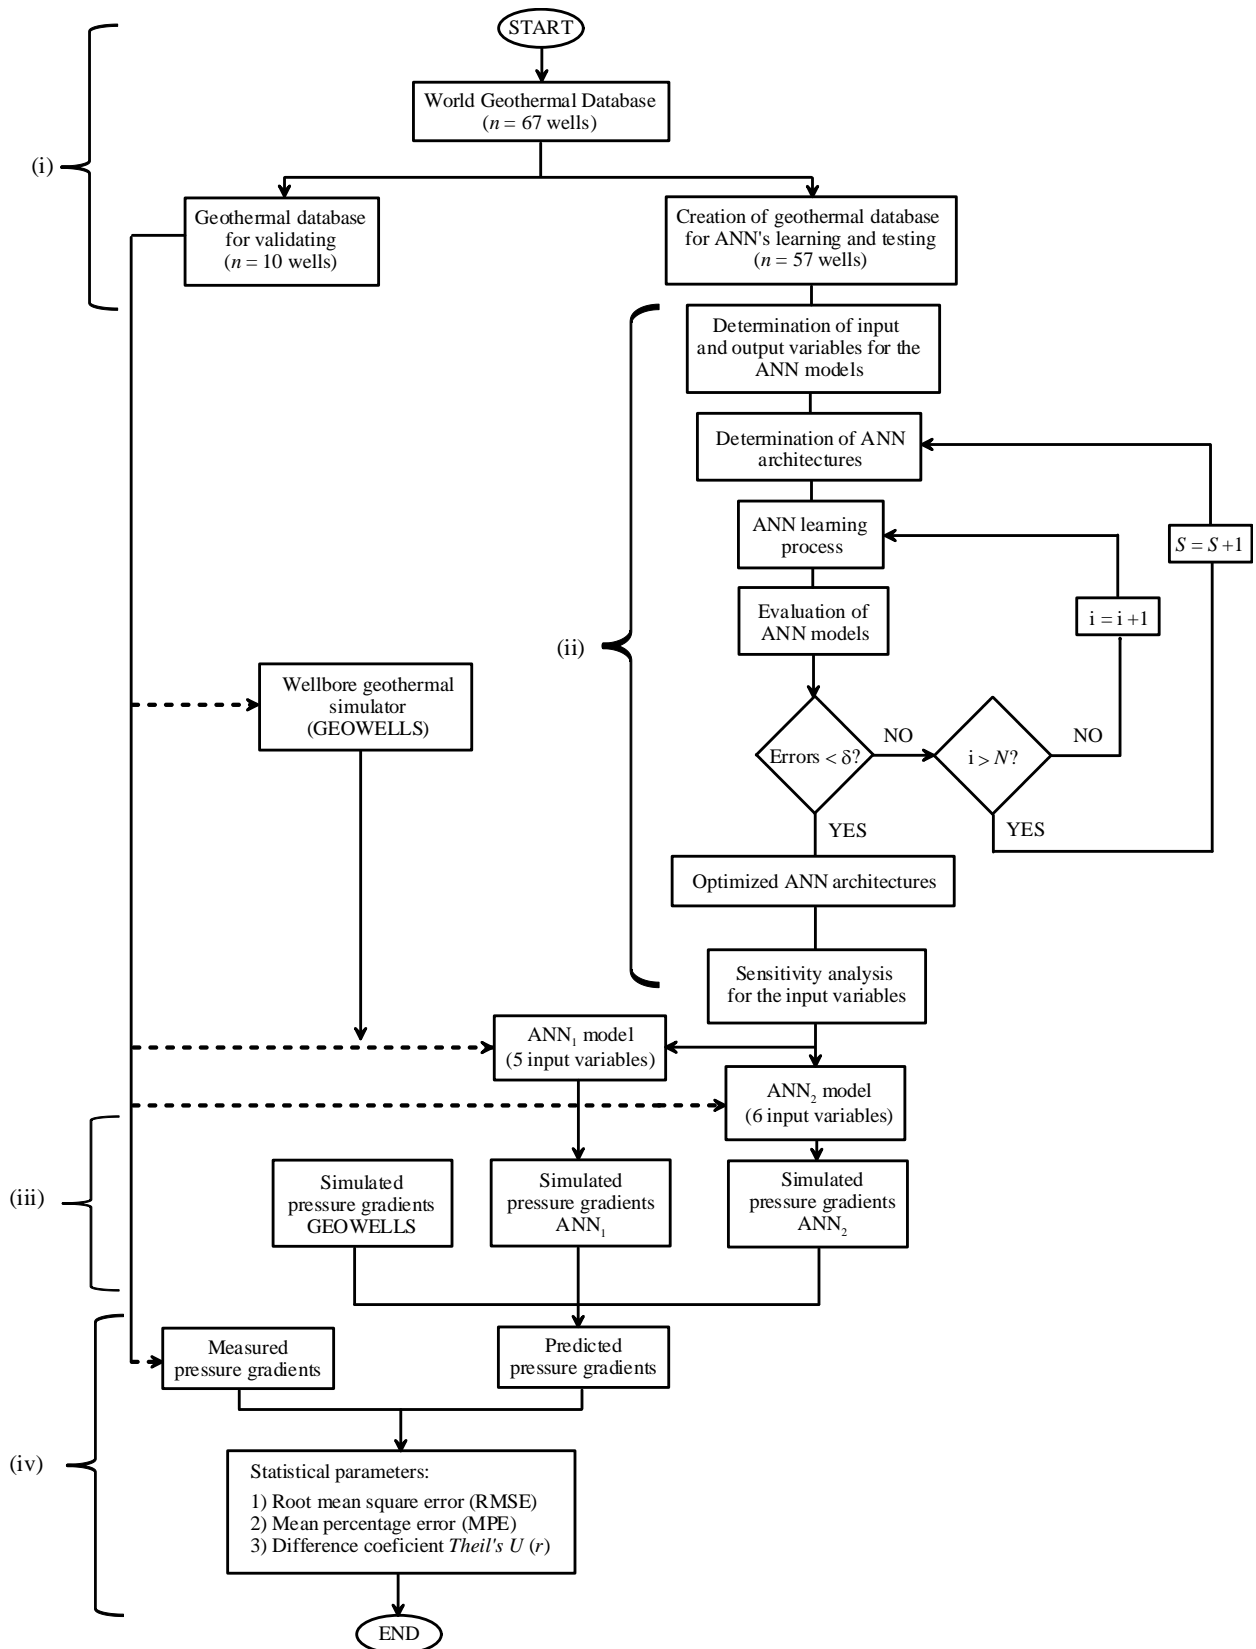 START
World Geothermal Database
(n = 67 wells)
(i)
Geothermal database
for validating
(n = 10 wells)
Creation of geothermal database
for ANN's learning and testing
(n = 57 wells)
Determination of input
and output variables for the
ANN models
Determination of ANN
architectures
ANN learning
process
S = S +1
Evaluation of
ANN models
i = i +1
(ii)
Wellbore geothermal
simulator
(GEOWELLS)
Errors < δ?
NO
i > N?
NO
YES
YES
Optimized ANN architectures
Sensitivity analysis
for the input variables
ANN₁ model
(5 input variables)
ANN₂ model
(6 input variables)
(iii)
Simulated
pressure gradients
GEOWELLS
Simulated
pressure gradients
ANN₁
Simulated
pressure gradients
ANN₂
Measured
pressure gradients
Predicted
pressure gradients
(iv)
Statistical parameters:
1) Root mean square error (RMSE)
2) Mean percentage error (MPE)
3) Difference coeficient Theil's U (r)
END